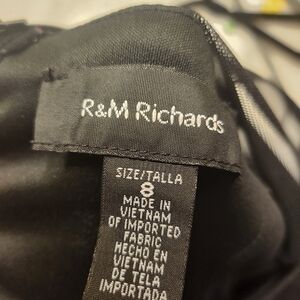 R&M Richards
SIZE/TALLA
8
MADE IN
VIETNAM
OF IMPORTED
FABRIC
HECHO EN
VIETNAM
DE TELA
IMPORTADA